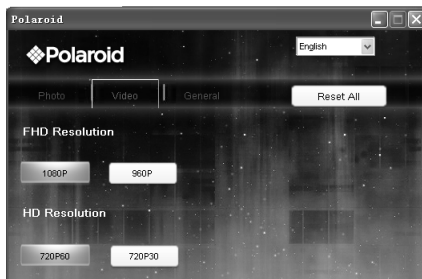 Polaroid
Polaroid
English
Photo Video General
Reset All
FHD Resolution
1080P 960P
HD Resolution
720P60 720P30